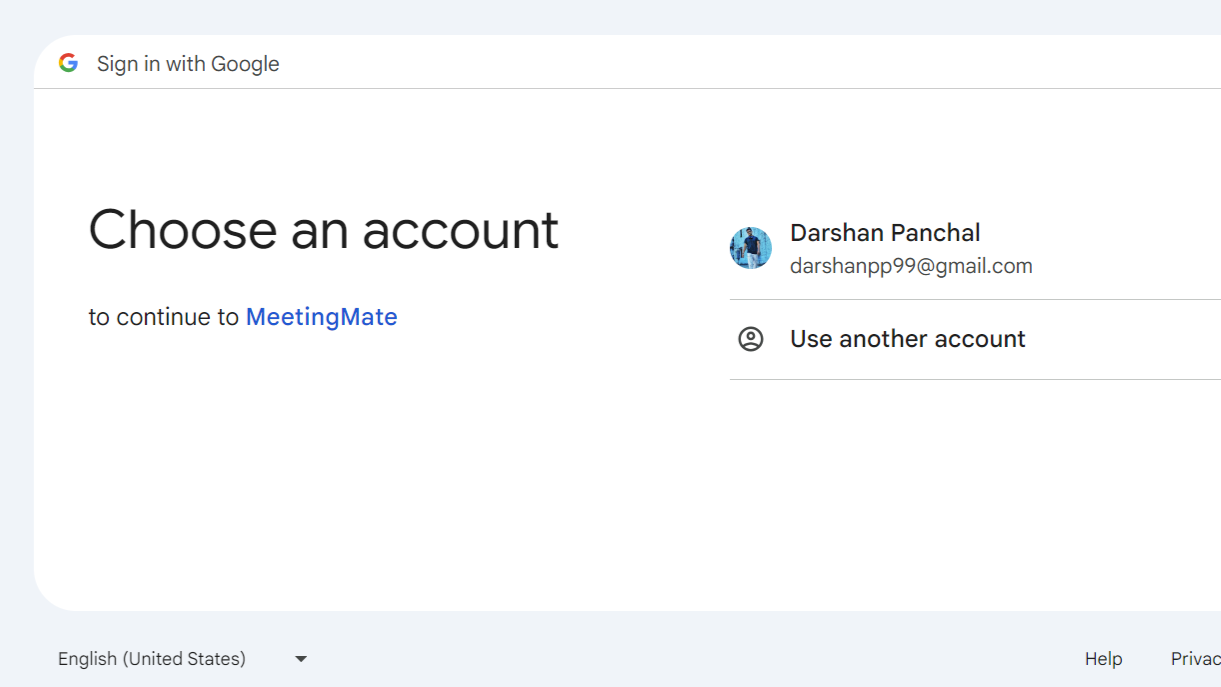 Sign in with Google
Choose an account
to continue to MeetingMate
Darshan Panchal
darshanpp99@gmail.com
Use another account
English (United States)
Help
Privac